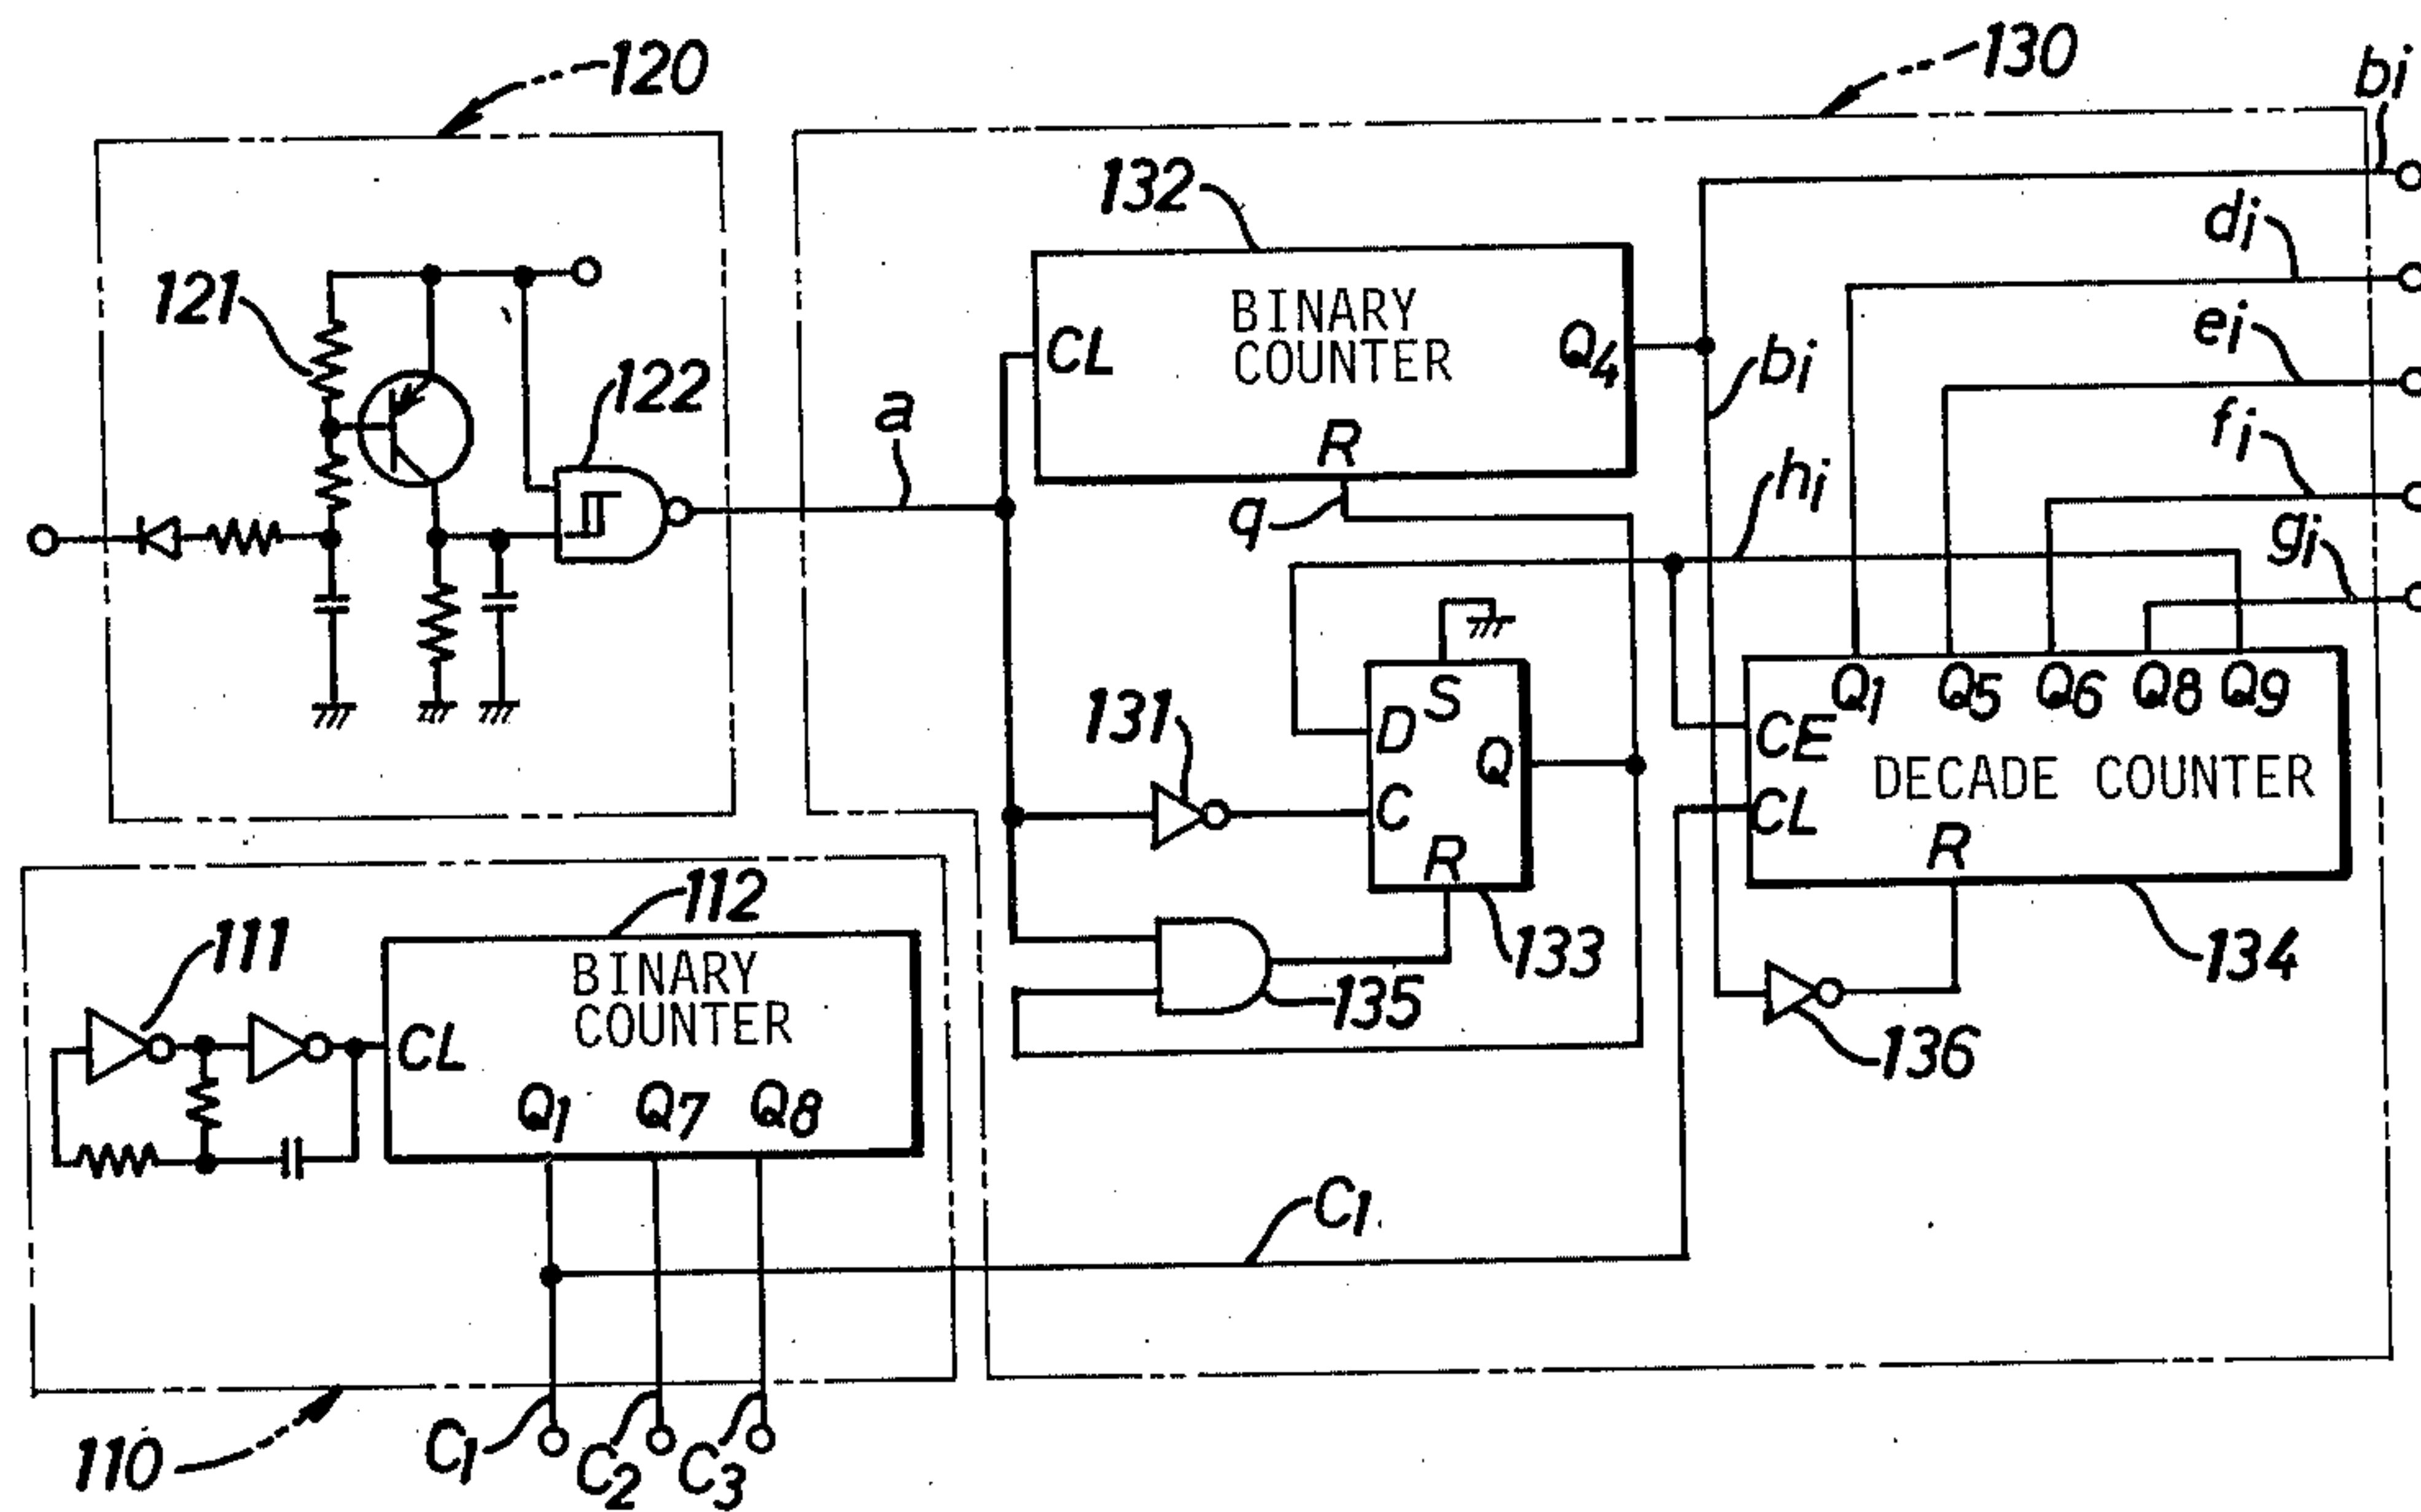 120
130
bi
132
di
121
BINARY
COUNTER
CL
Q4
ei
122
a
bi
R
fi
q
hi
gi
131
S
D
Q
C
R
Q1
Q5
Q6
Q8
Q9
CE
DECADE COUNTER
CL
R
111
112
BINARY
COUNTER
CL
Q1
Q7
Q8
133
135
134
136
C1
110
C1
C2
C3